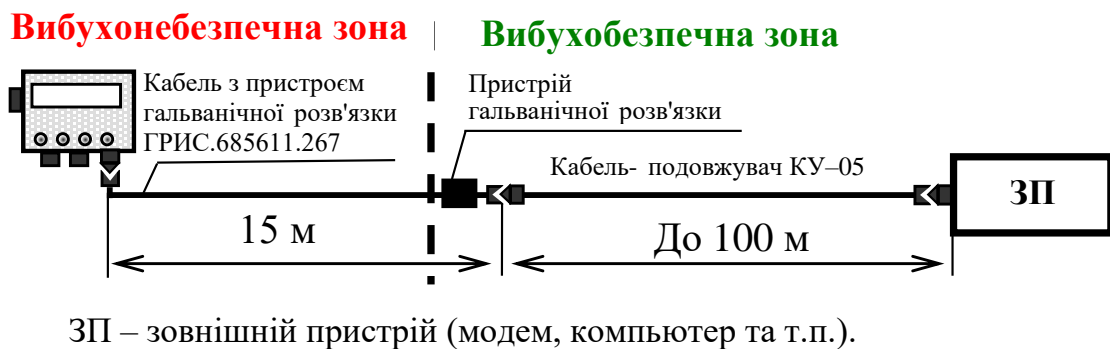 Вибухонебезпечна зона
Вибухобезпечна зона
Кабель з пристроєм
гальванічної розв'язки
ГРИС.685611.267
Пристрій
гальванічної розв'язки
Кабель- подовжувач КУ–05
ЗП
15 м
До 100 м
ЗП – зовнішній пристрій (модем, компьютер та т.п.).